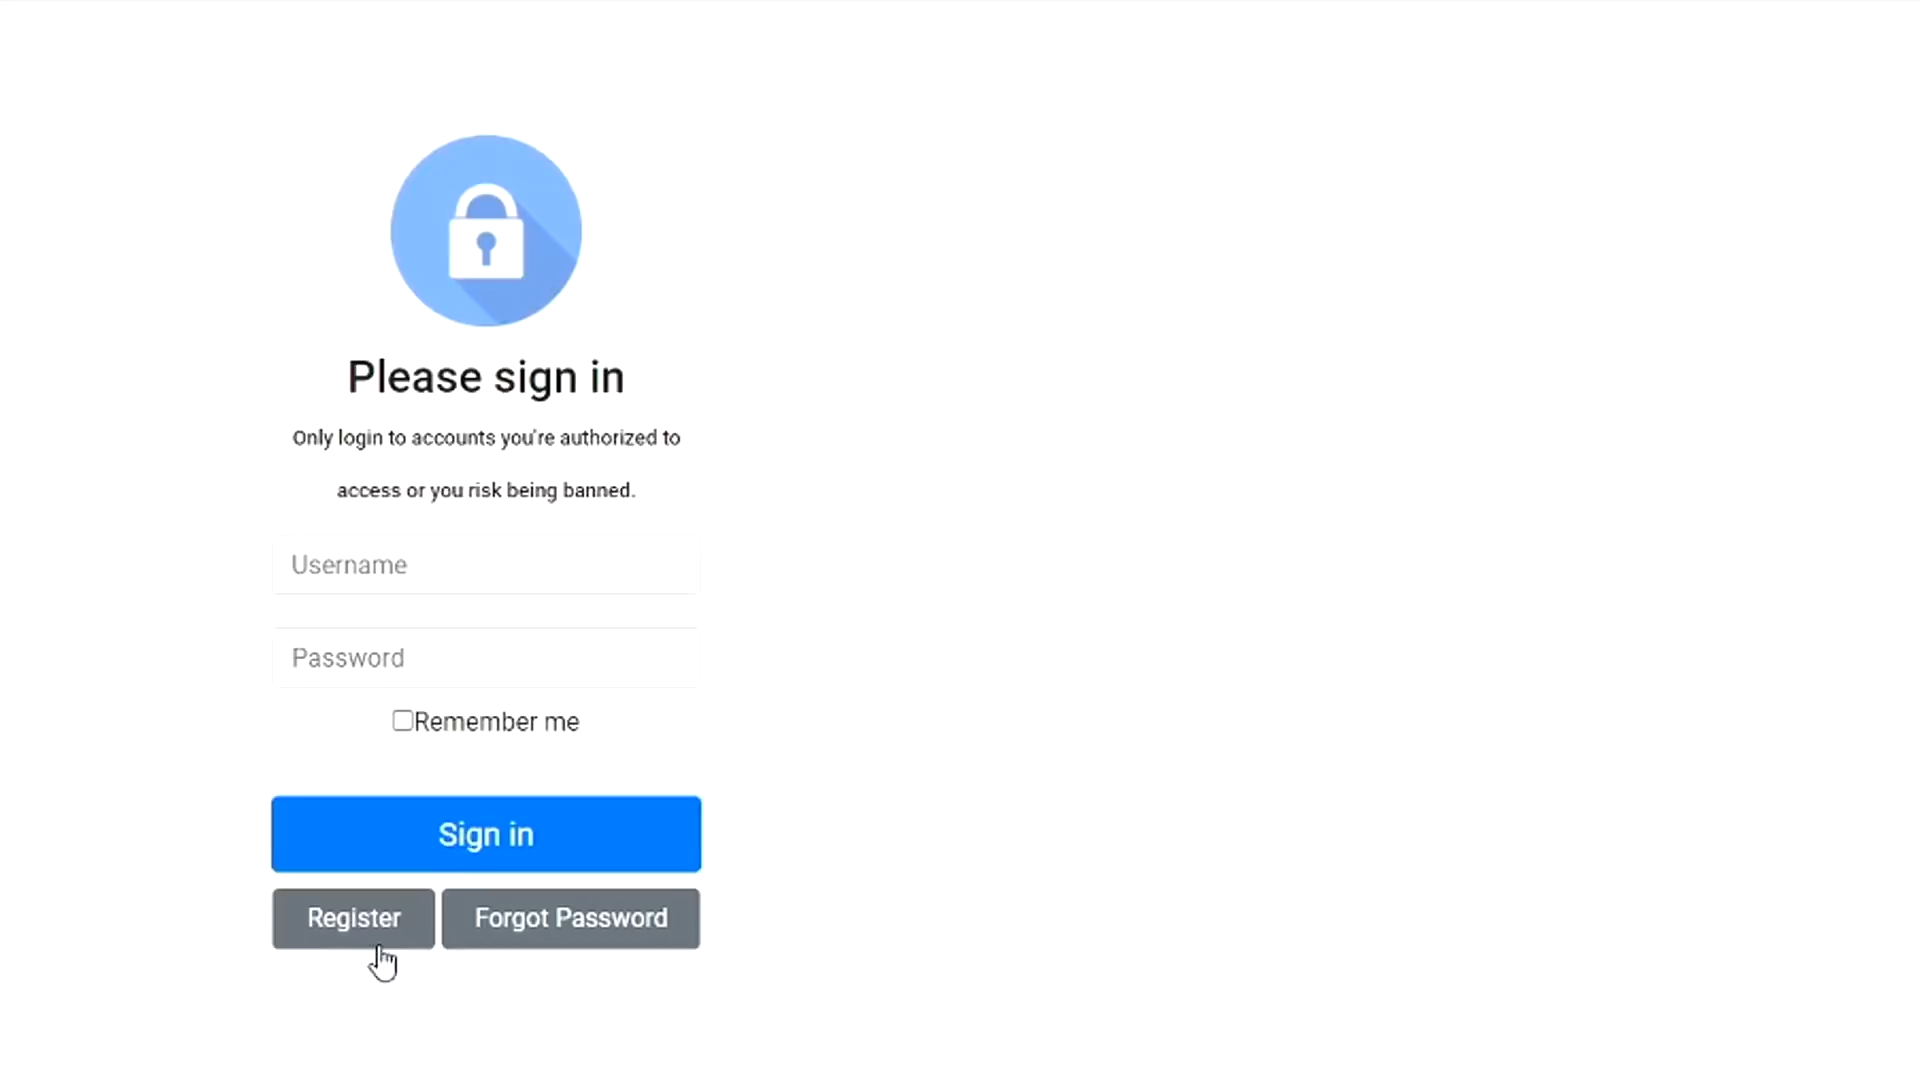 Please sign in
Only login to accounts you're authorized to
access or you risk being banned.
Username
Password
Remember me
Sign in
Register
Forgot Password